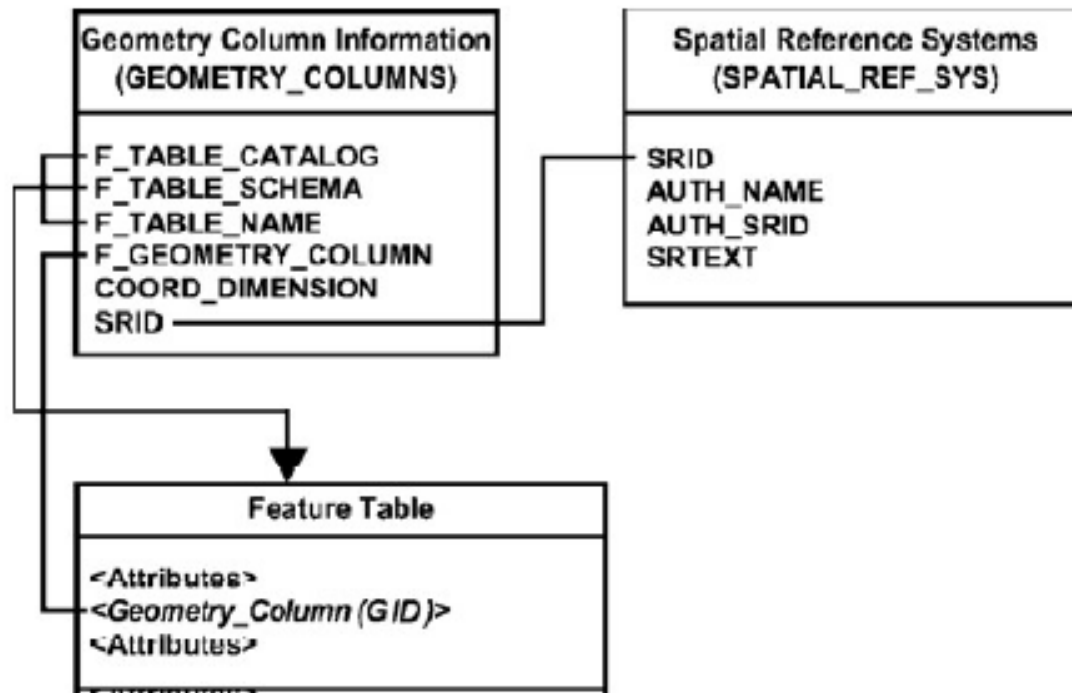 Geometry Column Information
(GEOMETRY_COLUMNS)
F_TABLE_CATALOG
F_TABLE_SCHEMA
F_TABLE_NAME
F_GEOMETRY_COLUMN
COORD_DIMENSION
SRID
Spatial Reference Systems
(SPATIAL_REF_SYS)
SRID
AUTH_NAME
AUTH_SRID
SRTEXT
Feature Table
<Attributes>
<Geometry_Column (GID)>
<Attributes>